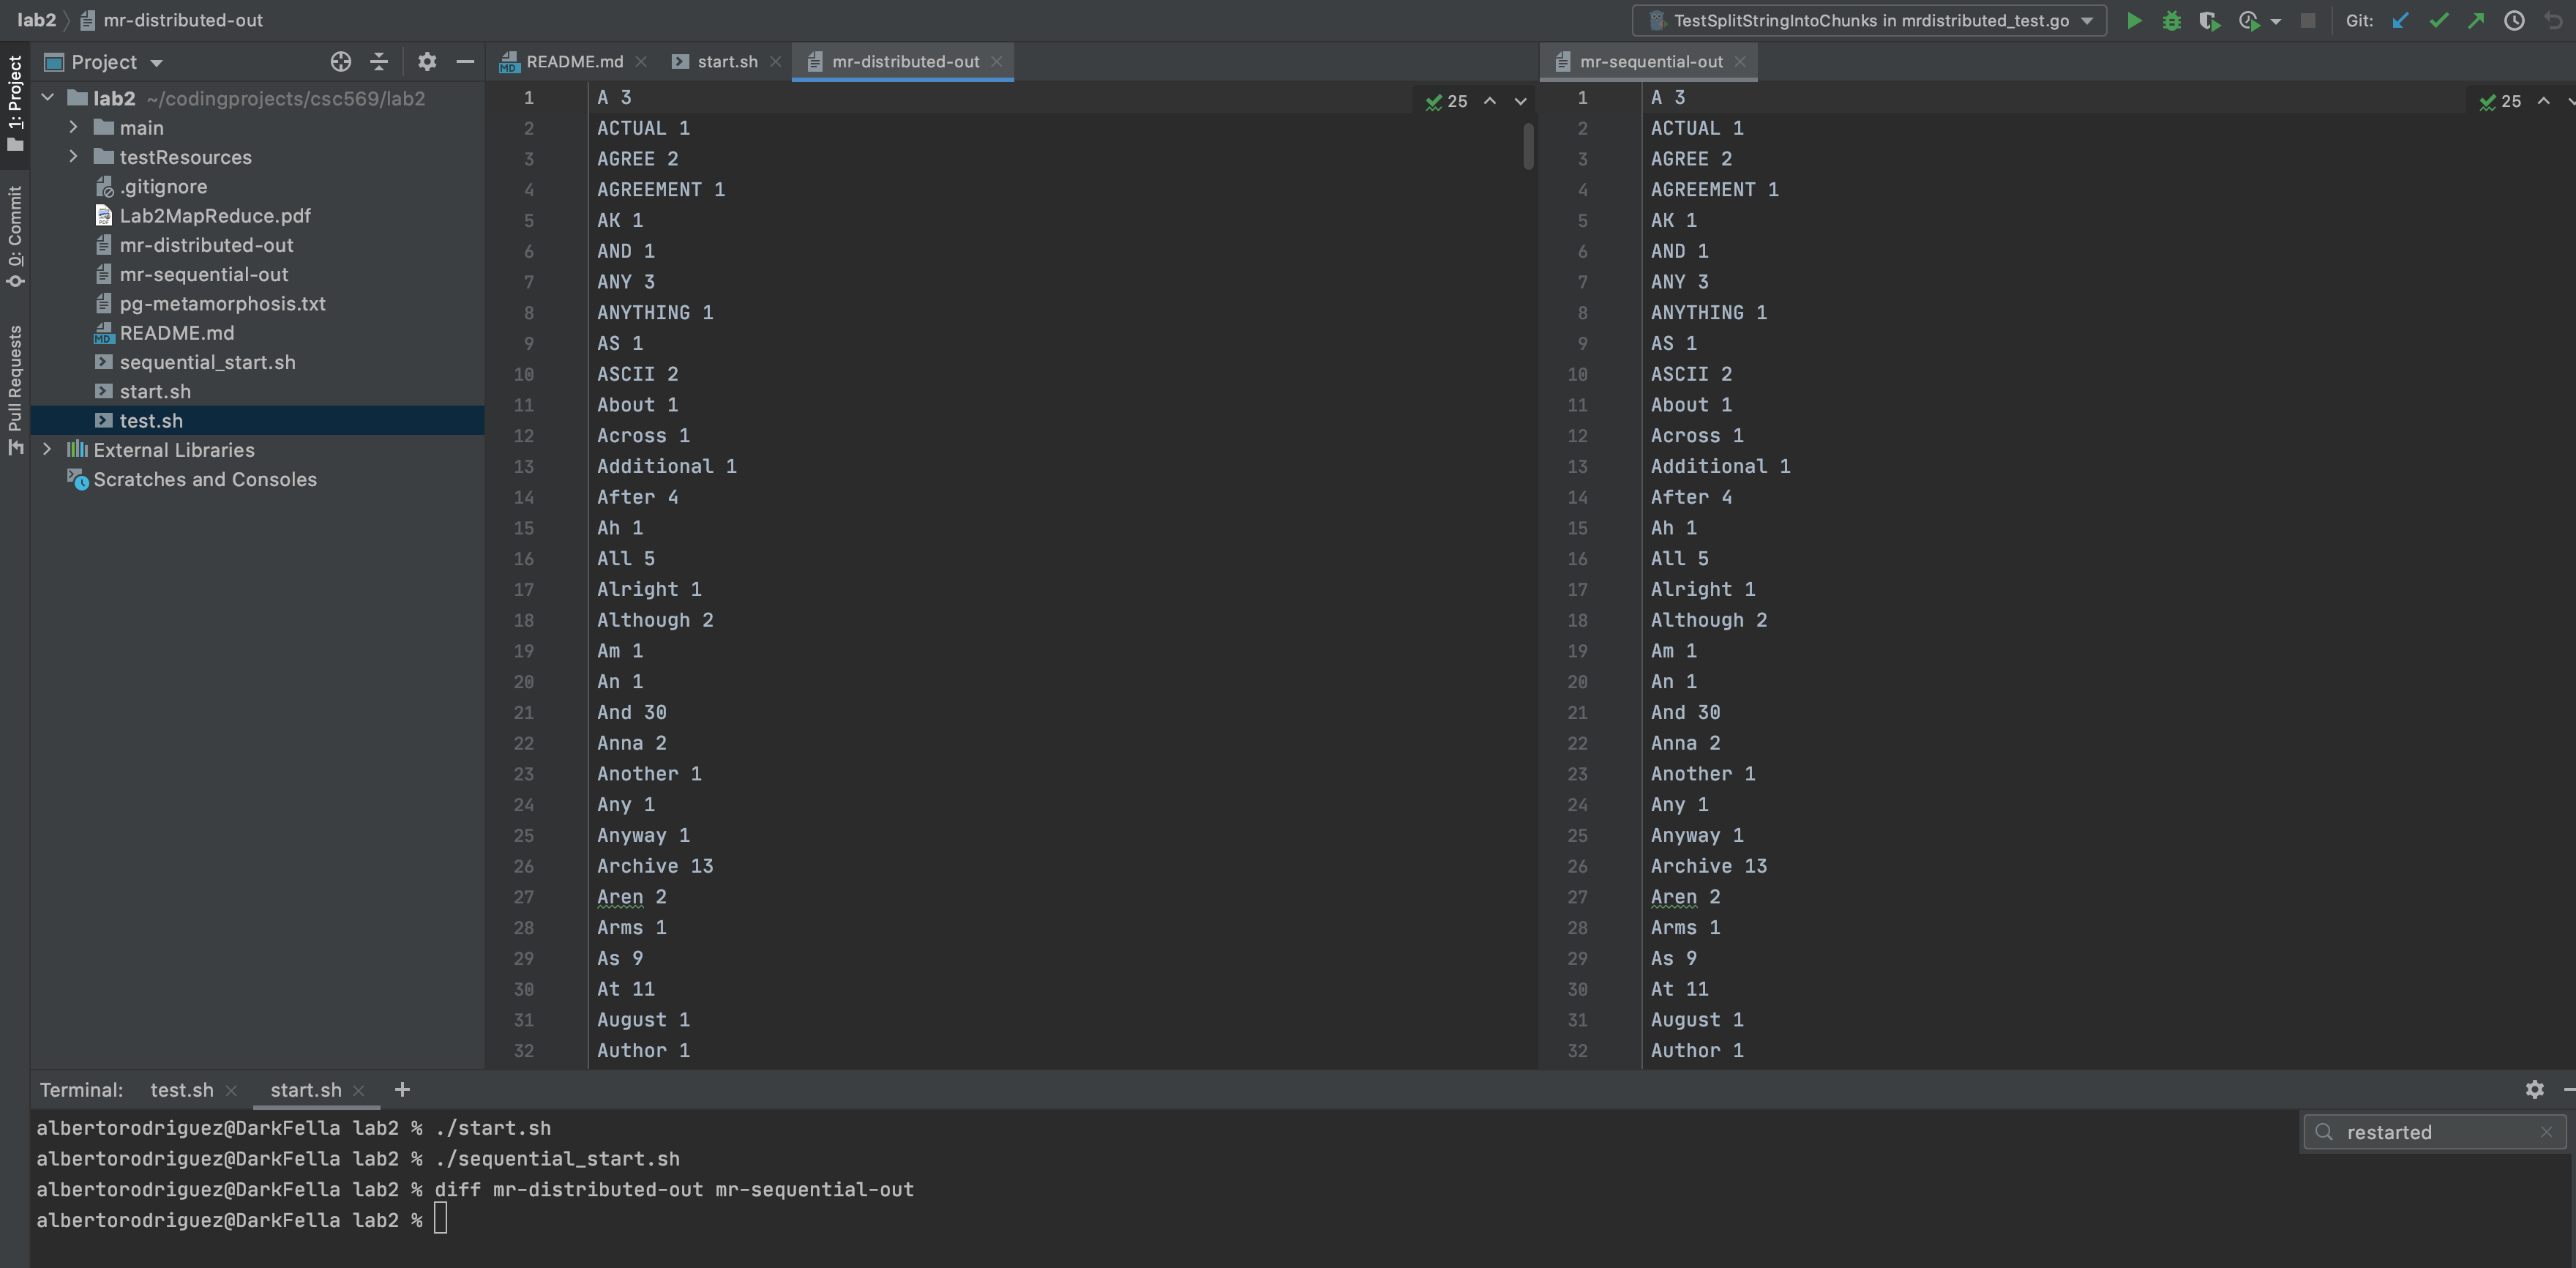 lab2 mr-distributed-out TestSplitStringIntoChunks in mrdistributed_test.go Git:
1: Project
0: Commit
Pull Requests
Project
lab2 ~/codingprojects/csc569/lab2
main
testResources
.gitignore
Lab2MapReduce.pdf
mr-distributed-out
mr-sequential-out
pg-metamorphosis.txt
README.md
sequential_start.sh
start.sh
test.sh
External Libraries
Scratches and Consoles
README.md start.sh mr-distributed-out
25
1 A 3
2 ACTUAL 1
3 AGREE 2
4 AGREEMENT 1
5 AK 1
6 AND 1
7 ANY 3
8 ANYTHING 1
9 AS 1
10 ASCII 2
11 About 1
12 Across 1
13 Additional 1
14 After 4
15 Ah 1
16 All 5
17 Alright 1
18 Although 2
19 Am 1
20 An 1
21 And 30
22 Anna 2
23 Another 1
24 Any 1
25 Anyway 1
26 Archive 13
27 Aren 2
28 Arms 1
29 As 9
30 At 11
31 August 1
32 Author 1
mr-sequential-out
25
1 A 3
2 ACTUAL 1
3 AGREE 2
4 AGREEMENT 1
5 AK 1
6 AND 1
7 ANY 3
8 ANYTHING 1
9 AS 1
10 ASCII 2
11 About 1
12 Across 1
13 Additional 1
14 After 4
15 Ah 1
16 All 5
17 Alright 1
18 Although 2
19 Am 1
20 An 1
21 And 30
22 Anna 2
23 Another 1
24 Any 1
25 Anyway 1
26 Archive 13
27 Aren 2
28 Arms 1
29 As 9
30 At 11
31 August 1
32 Author 1
Terminal: test.sh start.sh
albertorodriguez@DarkFella lab2 % ./start.sh
albertorodriguez@DarkFella lab2 % ./sequential_start.sh
albertorodriguez@DarkFella lab2 % diff mr-distributed-out mr-sequential-out
albertorodriguez@DarkFella lab2 %
restarted